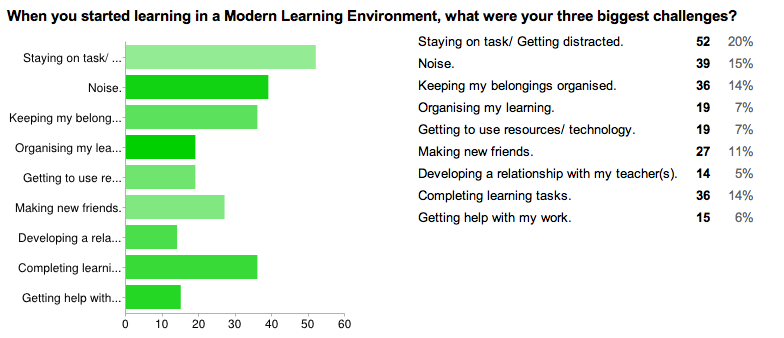 When you started learning in a Modern Learning Environment, what were your three biggest challenges?
Staying on task/ ...
Noise.
Keeping my belong...
Organising my lea...
Getting to use re...
Making new friends.
Developing a rela...
Completing learni...
Getting help with...
0 10 20 30 40 50 60
Staying on task/ Getting distracted. 52 20%
Noise. 39 15%
Keeping my belongings organised. 36 14%
Organising my learning. 19 7%
Getting to use resources/ technology. 19 7%
Making new friends. 27 11%
Developing a relationship with my teacher(s). 14 5%
Completing learning tasks. 36 14%
Getting help with my work. 15 6%